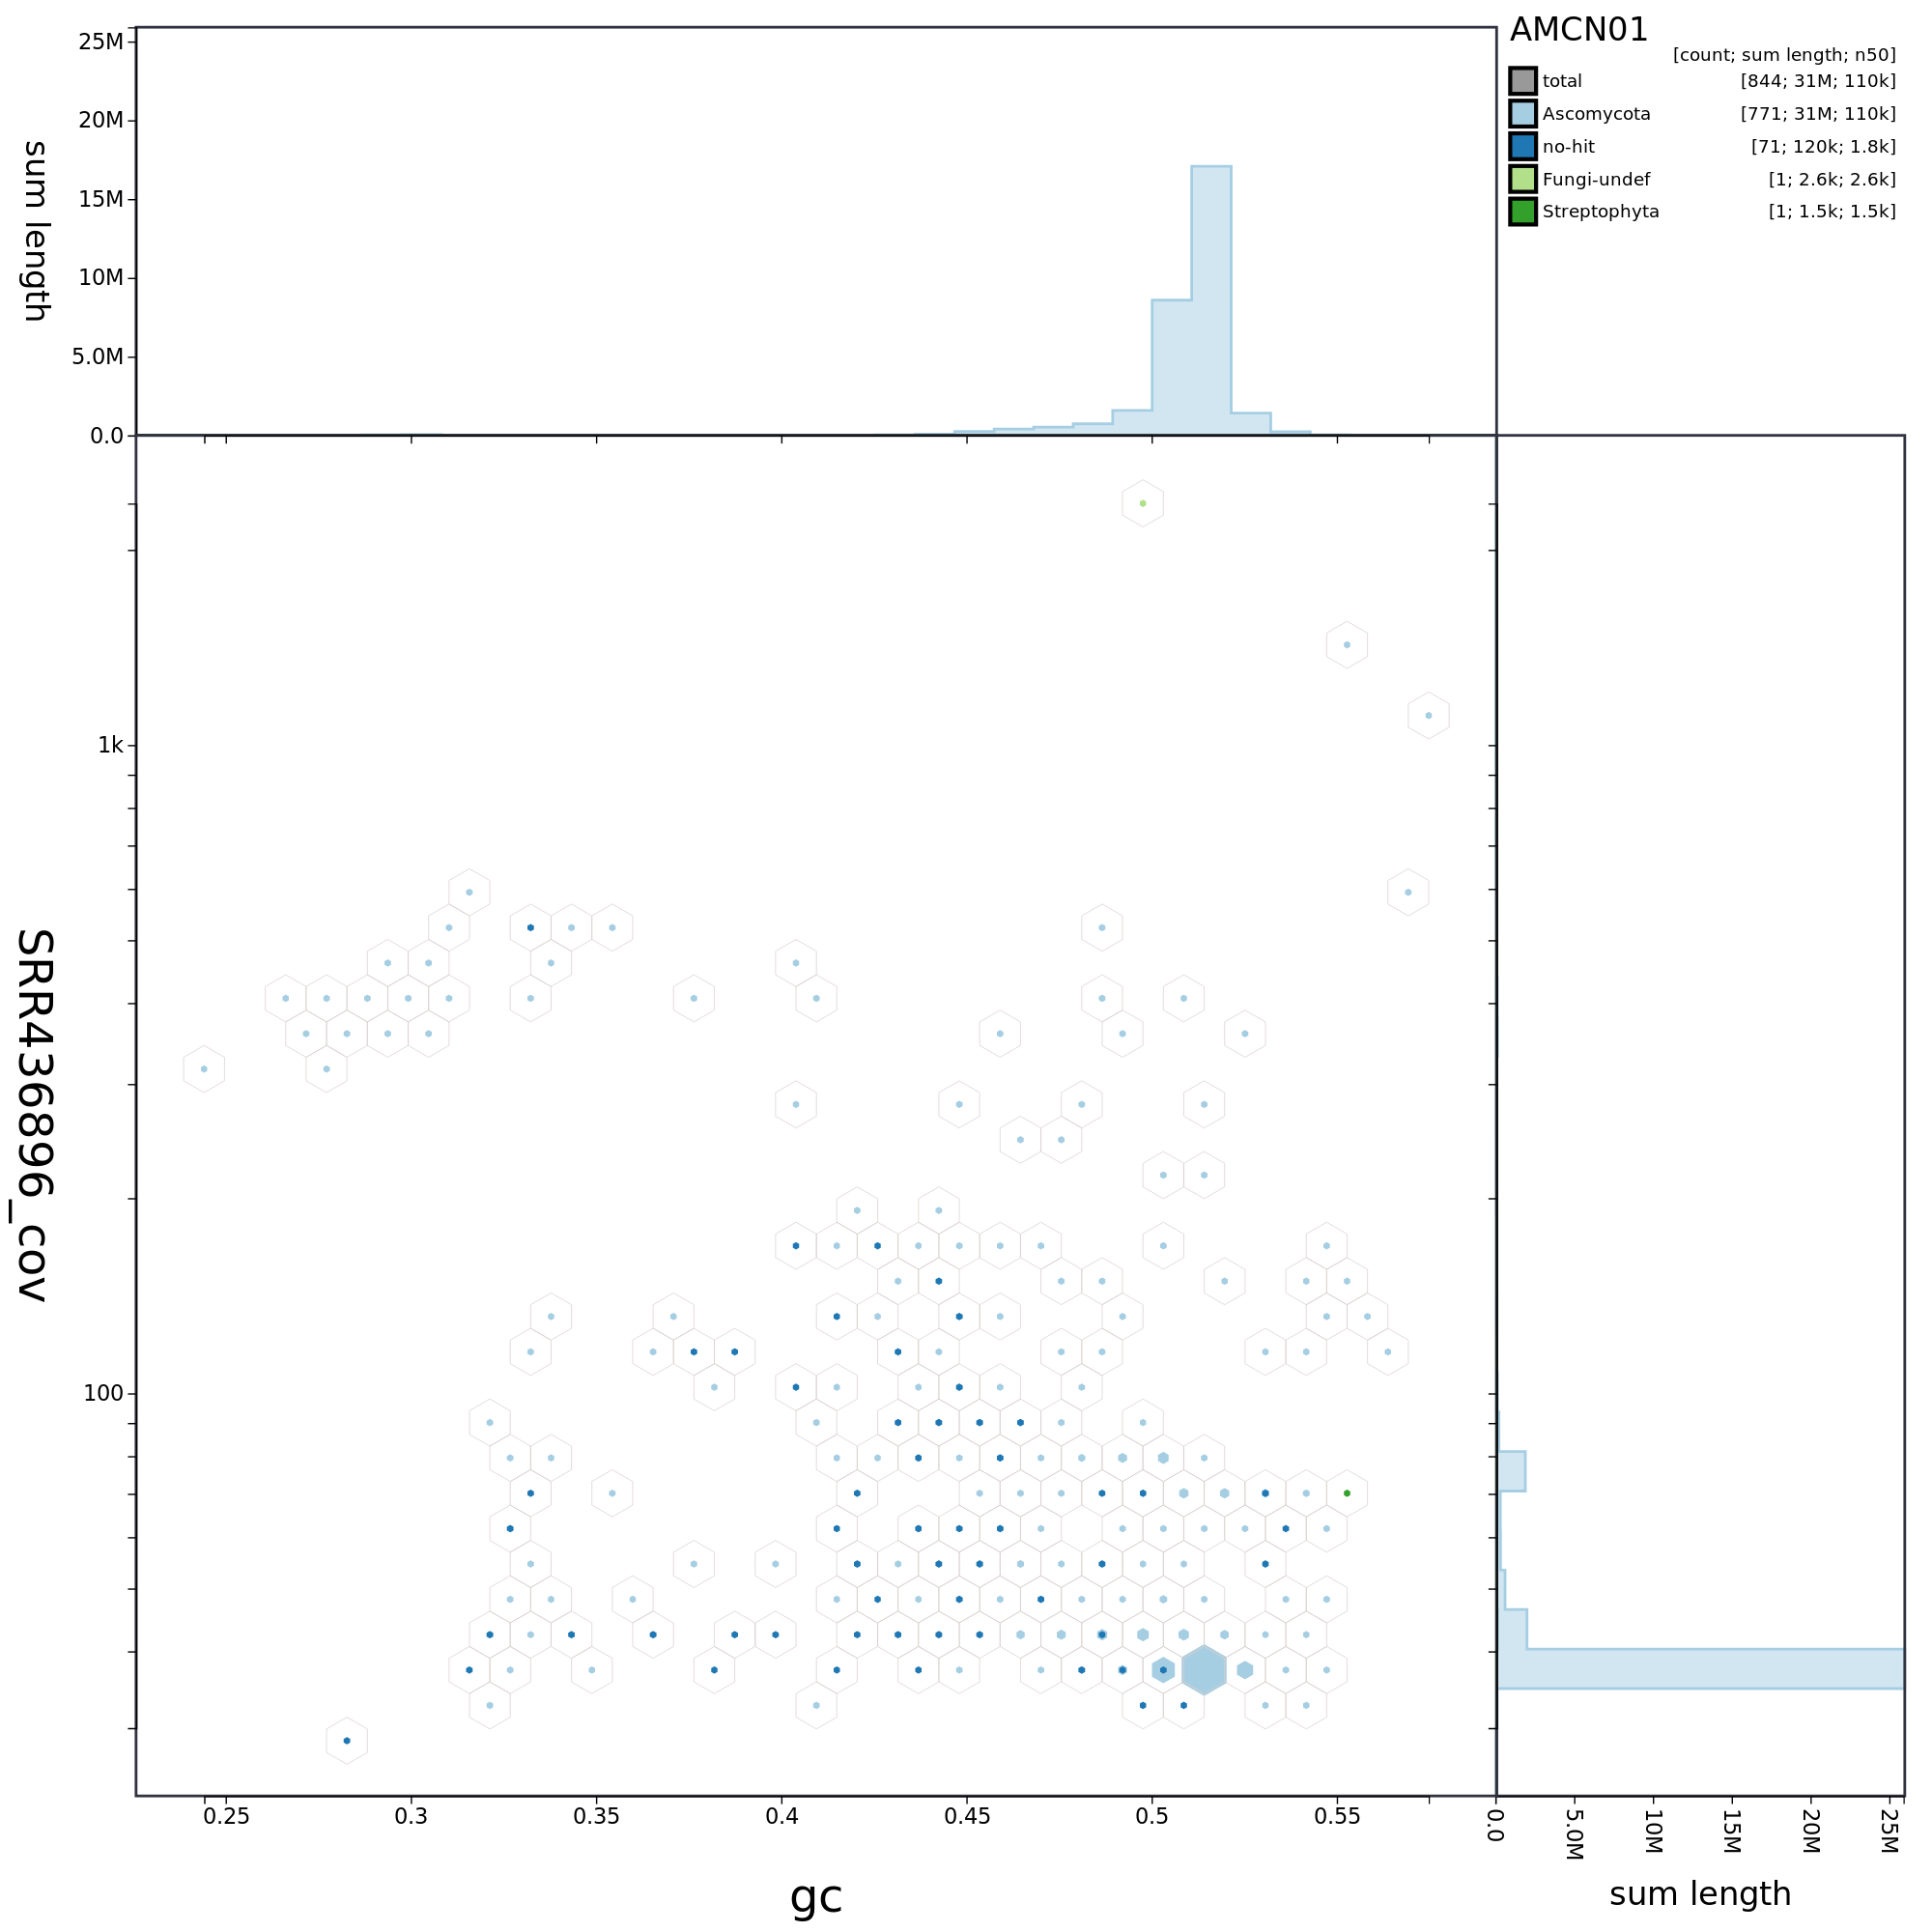 AMCN01
[count; sum length; n50]
total [844; 31M; 110k]
Ascomycota [771; 31M; 110k]
no-hit [71; 120k; 1.8k]
Fungi-undef [1; 2.6k; 2.6k]
Streptophyta [1; 1.5k; 1.5k]
25M
20M
15M
10M
5.0M
0.0
sum length
1k
100
SRR436896_cov
0.25 0.3 0.35 0.4 0.45 0.5 0.55
gc
0.0 5.0M 10M 15M 20M 25M
sum length